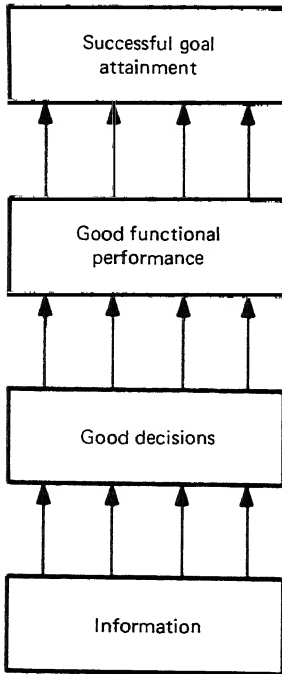 Successful goal
attainment
Good functional
performance
Good decisions
Information